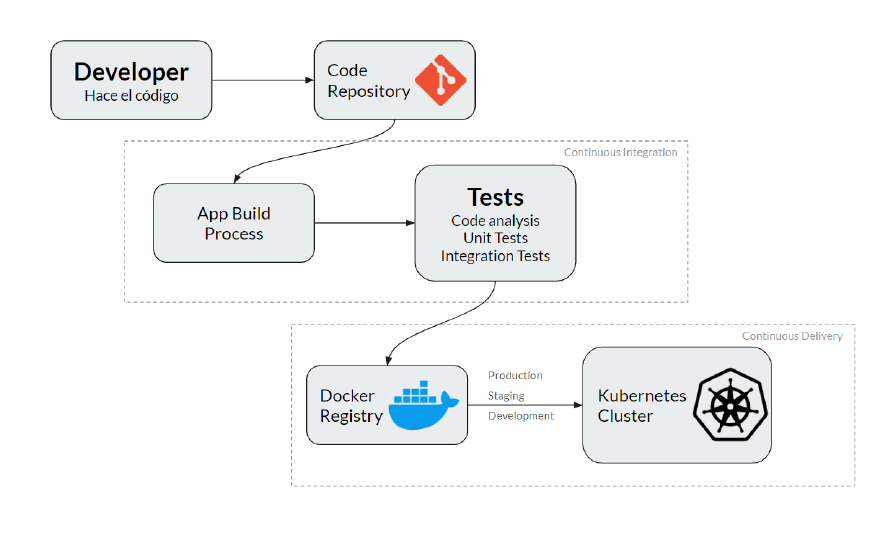 Developer
Hace el código
Code
Repository
Continuous Integration
App Build
Process
Tests
Code analysis
Unit Tests
Integration Tests
Continuous Delivery
Docker
Registry
Production
Staging
Development
Kubernetes
Cluster